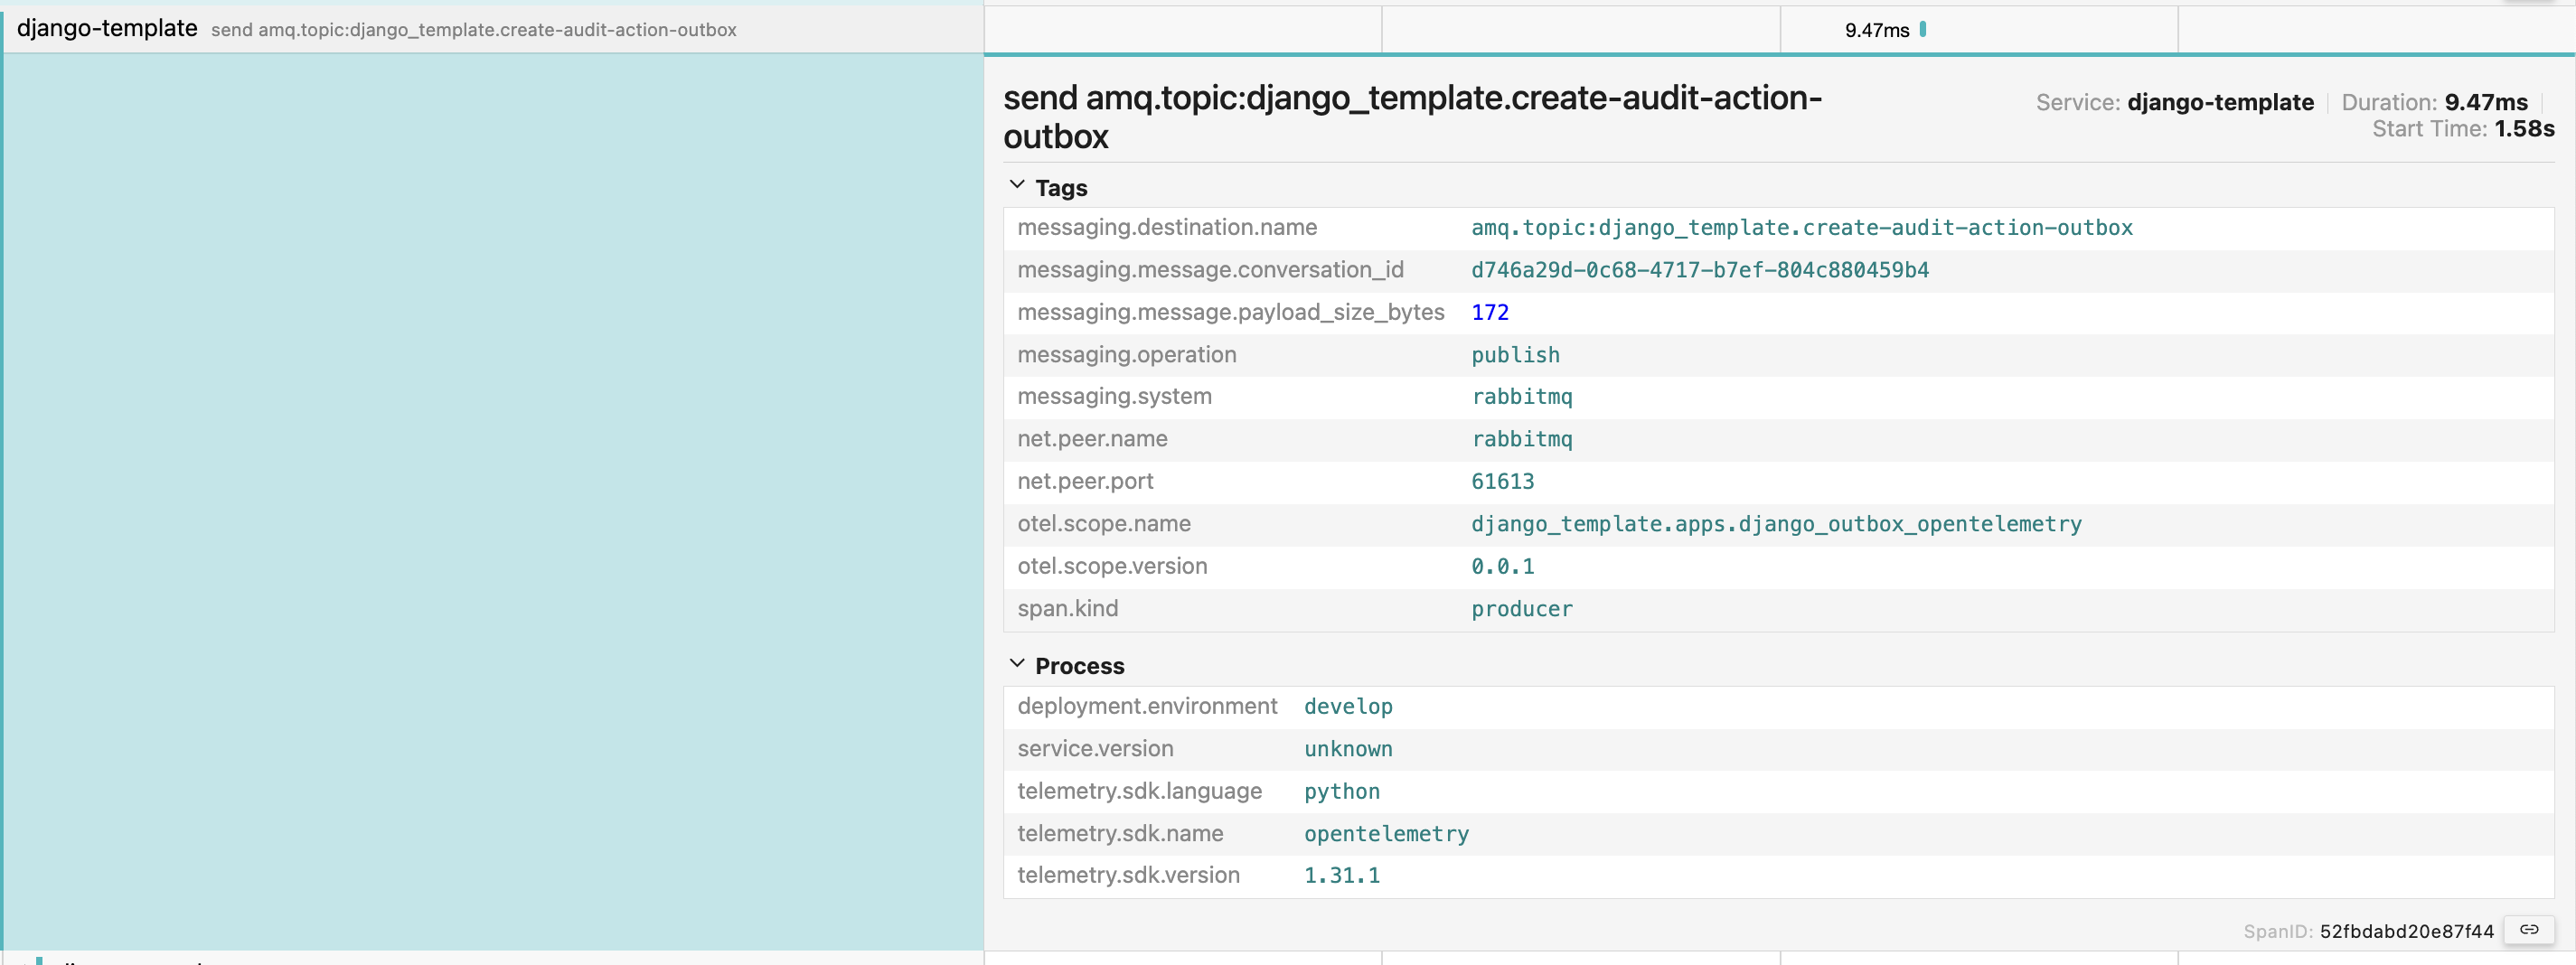 django-template send amq.topic:django_template.create-audit-action-outbox
9.47ms
send amq.topic:django_template.create-audit-action-
outbox
Service: django-template Duration: 9.47ms
Start Time: 1.58s
Tags
messaging.destination.name amq.topic:django_template.create-audit-action-outbox
messaging.message.conversation_id d746a29d-0c68-4717-b7ef-804c880459b4
messaging.message.payload_size_bytes 172
messaging.operation publish
messaging.system rabbitmq
net.peer.name rabbitmq
net.peer.port 61613
otel.scope.name django_template.apps.django_outbox_opentelemetry
otel.scope.version 0.0.1
span.kind producer
Process
deployment.environment develop
service.version unknown
telemetry.sdk.language python
telemetry.sdk.name opentelemetry
telemetry.sdk.version 1.31.1
SpanID: 52fbdabd20e87f44